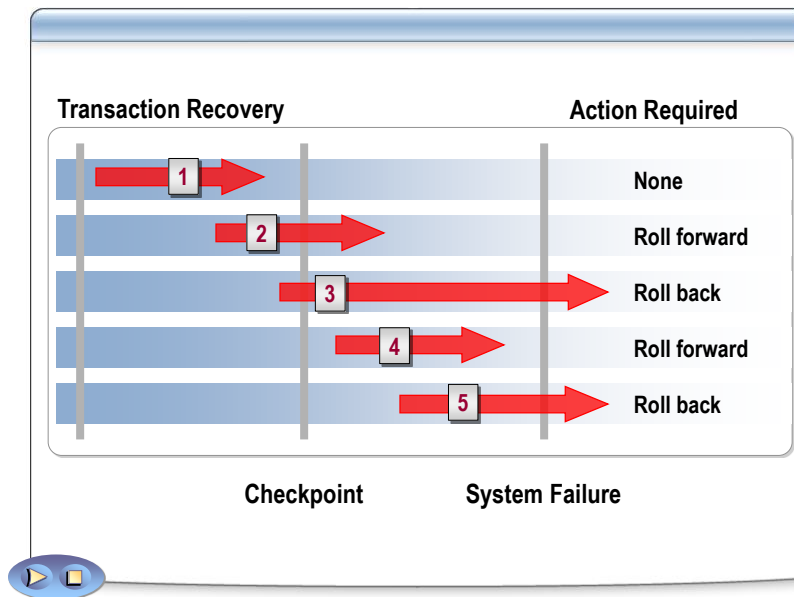 Transaction Recovery Action Required
1 None
2 Roll forward
3 Roll back
4 Roll forward
5 Roll back
Checkpoint System Failure